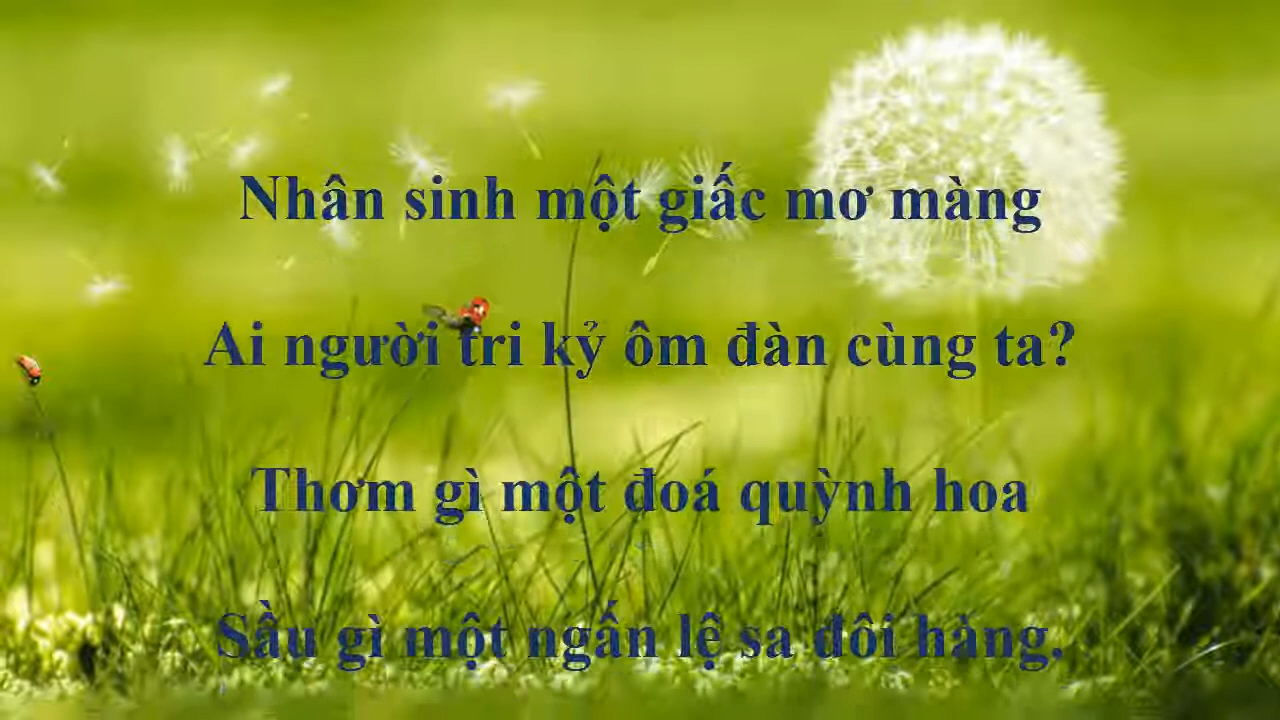 Nhân sinh một giấc mơ màng
Ai người tri kỷ ôm đàn cùng ta?
Thơm gì một đoá quỳnh hoa
Sầu gì một ngấn lệ sa đôi hàng.